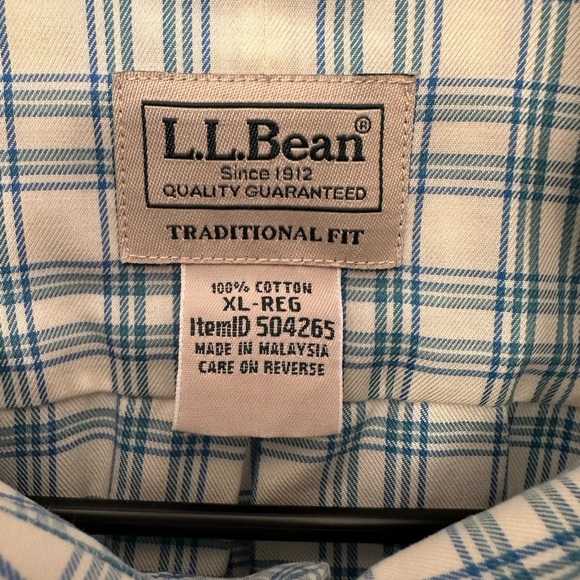 L.L.Bean®
Since 1912
QUALITY GUARANTEED
TRADITIONAL FIT
100% COTTON
XL-REG
ItemID 504265
MADE IN MALAYSIA
CARE ON REVERSE